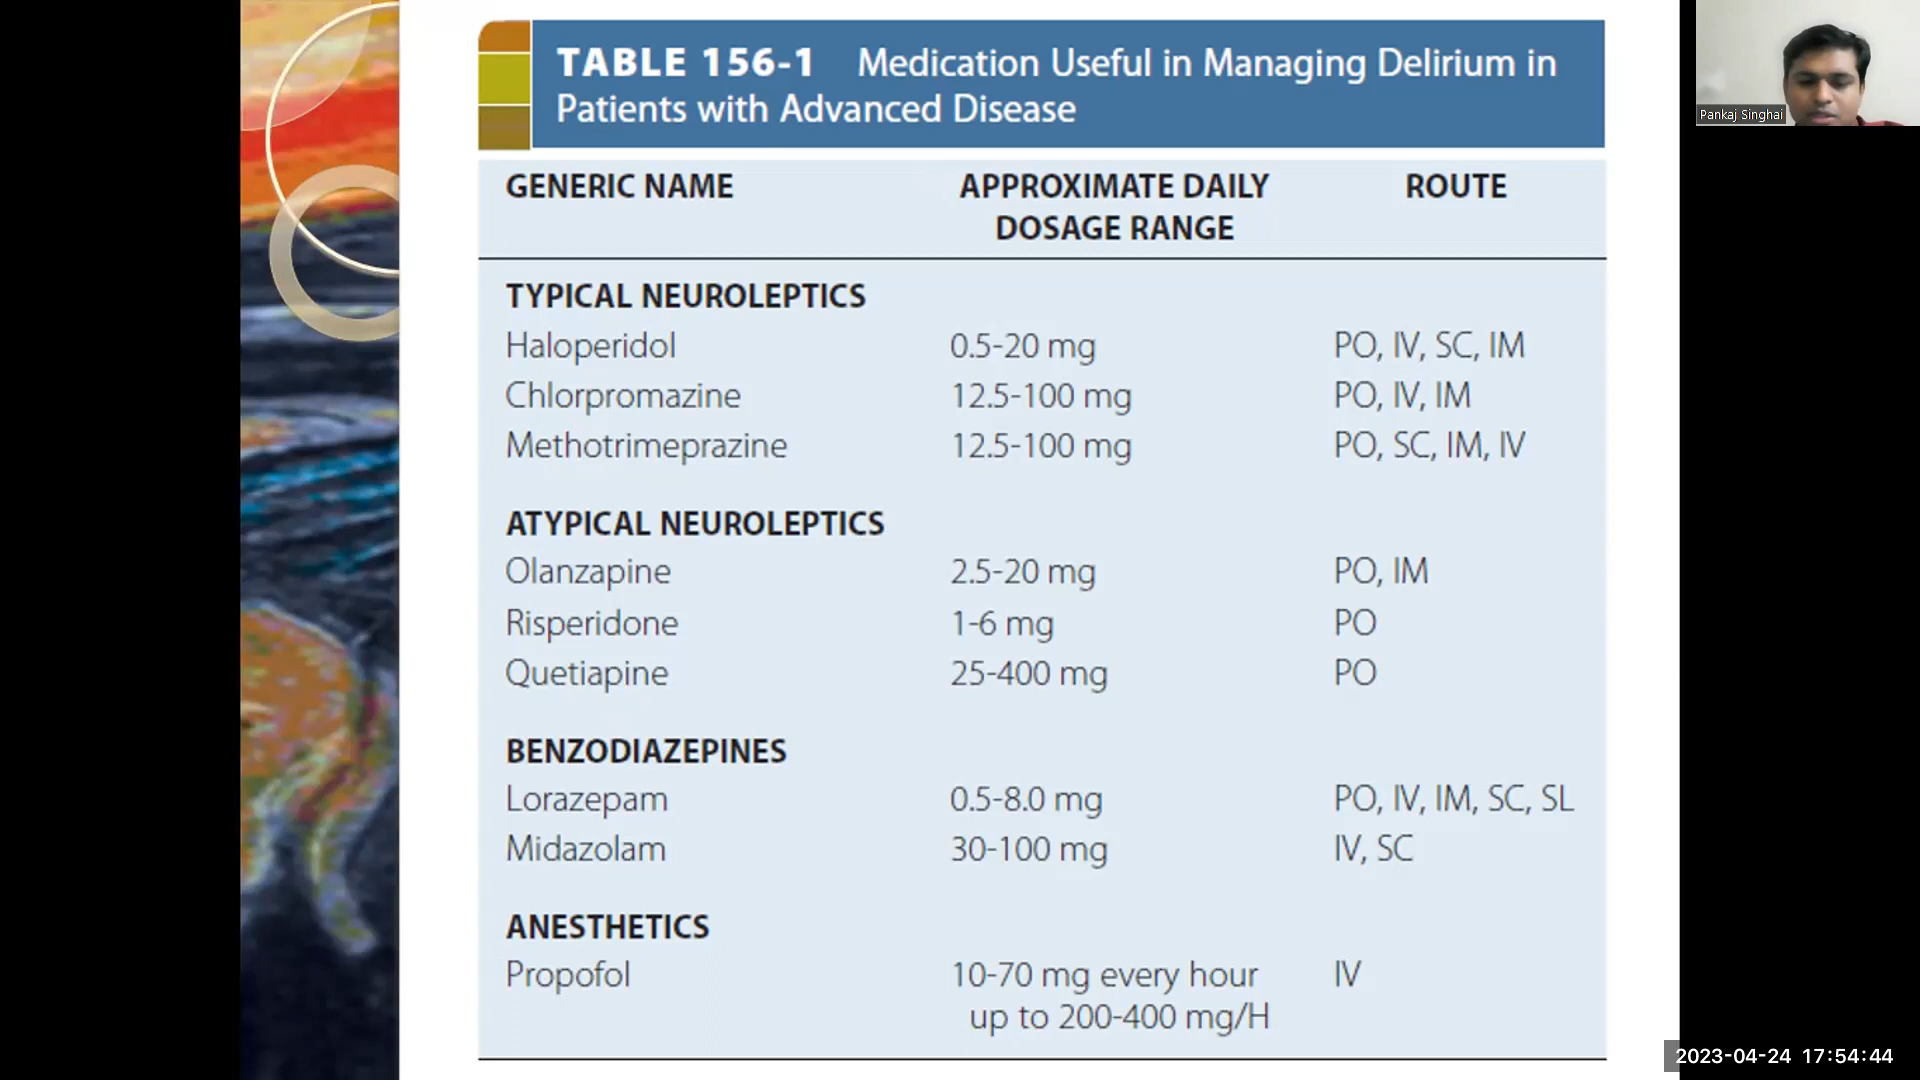 TABLE 156-1 Medication Useful in Managing Delirium in
Patients with Advanced Disease
GENERIC NAME APPROXIMATE DAILY ROUTE
DOSAGE RANGE
TYPICAL NEUROLEPTICS
Haloperidol 0.5-20 mg PO, IV, SC, IM
Chlorpromazine 12.5-100 mg PO, IV, IM
Methotrimeprazine 12.5-100 mg PO, SC, IM, IV
ATYPICAL NEUROLEPTICS
Olanzapine 2.5-20 mg PO, IM
Risperidone 1-6 mg PO
Quetiapine 25-400 mg PO
BENZODIAZEPINES
Lorazepam 0.5-8.0 mg PO, IV, IM, SC, SL
Midazolam 30-100 mg IV, SC
ANESTHETICS
Propofol 10-70 mg every hour IV
up to 200-400 mg/H
Pankaj Singhai
2023-04-24 17:54:44